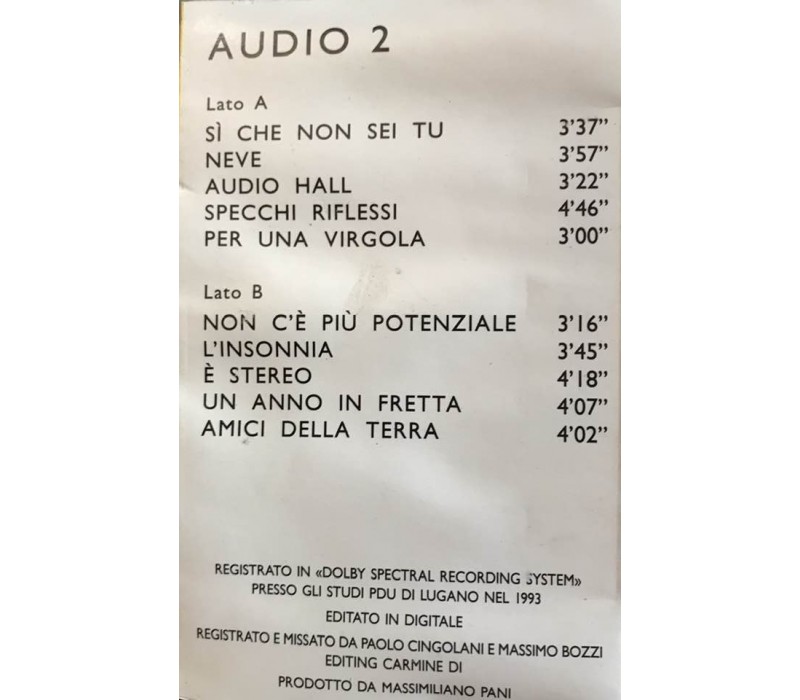 AUDIO 2
Lato A
SÌ CHE NON SEI TU 3'37"
NEVE 3'57"
AUDIO HALL 3'22"
SPECCHI RIFLESSI 4'46"
PER UNA VIRGOLA 3'00"
Lato B
NON C'È PIÙ POTENZIALE 3'16"
L'INSONNIA 3'45"
È STEREO 4'18"
UN ANNO IN FRETTA 4'07"
AMICI DELLA TERRA 4'02"
REGISTRATO IN «DOLBY SPECTRAL RECORDING SYSTEM»
PRESSO GLI STUDI PDU DI LUGANO NEL 1993
EDITATO IN DIGITALE
REGISTRATO E MISSATO DA PAOLO CINGOLANI E MASSIMO BOZZI
EDITING CARMINE DI
PRODOTTO DA MASSIMILIANO PANI